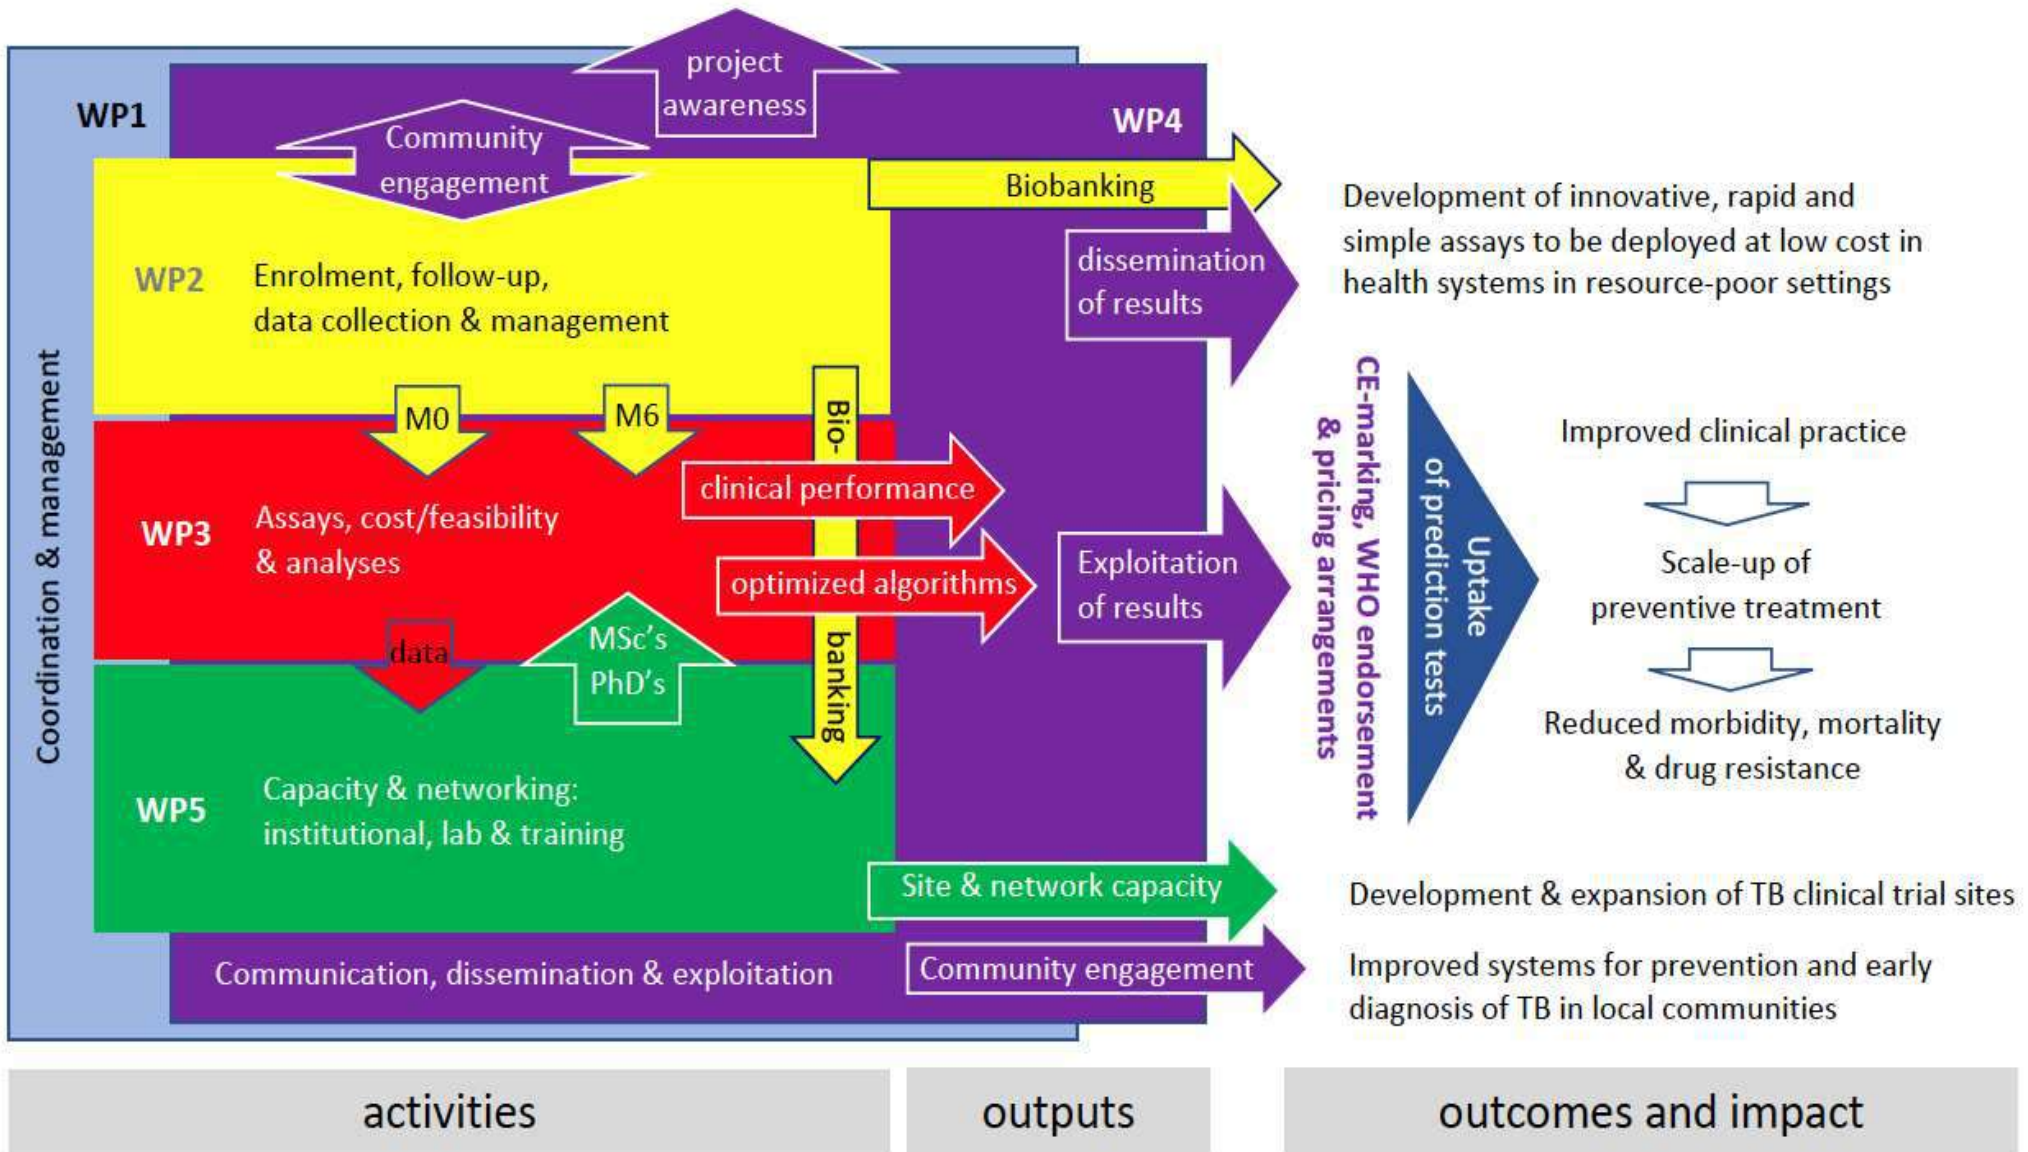 project
awareness
WP1
WP4
Community
engagement
Biobanking
WP2
Enrolment, follow-up,
data collection & management
dissemination
of results
Development of innovative, rapid and
simple assays to be deployed at low cost in
health systems in resource-poor settings
Coordination & management
M0
M6
Bio-
banking
clinical performance
WP3
Assays, cost/feasibility
& analyses
optimized algorithms
Exploitation
of results
CE-marking, WHO endorsement
& pricing arrangements
Uptake
of prediction tests
Improved clinical practice
Scale-up of
preventive treatment
Reduced morbidity, mortality
& drug resistance
data
MSc's
PhD's
WP5
Capacity & networking:
institutional, lab & training
Site & network capacity
Development & expansion of TB clinical trial sites
Communication, dissemination & exploitation
Community engagement
Improved systems for prevention and early
diagnosis of TB in local communities
activities
outputs
outcomes and impact